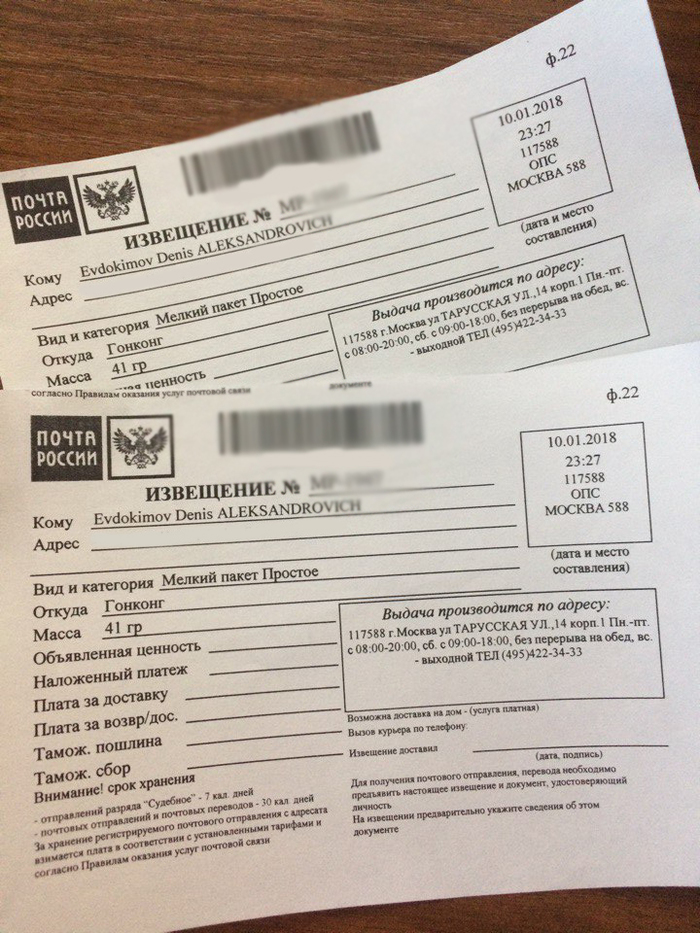 ф.22
ПОЧТА
РОССИИ
10.01.2018
23:27
117588
ОПС
МОСКВА 588
(дата и место
составления)
ИЗВЕЩЕНИЕ №
Кому Evdokimov Denis ALEKSANDROVICH
Адрес
Вид и категория Мелкий пакет Простое
Откуда Гонконг
Масса 41 гр
ценность
Выдача производится по адресу:
117588 г.Москва ул ТАРУССКАЯ УЛ.,14 корп.1 Пн.-пт.
с 08:00-20:00, сб. с 09:00-18:00, без перерыва на обед, вс.
- выходной ТЕЛ (495)422-34-33
согласно Правилам оказания услуг почтовой связи
документе
ф.22
ПОЧТА
РОССИИ
10.01.2018
23:27
117588
ОПС
МОСКВА 588
(дата и место
составления)
ИЗВЕЩЕНИЕ №
Кому Evdokimov Denis ALEKSANDROVICH
Адрес
Вид и категория Мелкий пакет Простое
Откуда Гонконг
Масса 41 гр
Объявленная ценность
Наложенный платеж
Плата за доставку
Плата за возвр/дос.
Тамож. пошлина
Тамож. сбор
Выдача производится по адресу:
117588 г.Москва ул ТАРУССКАЯ УЛ.,14 корп.1 Пн.-пт.
с 08:00-20:00, сб. с 09:00-18:00, без перерыва на обед, вс.
- выходной ТЕЛ (495)422-34-33
Возможна доставка на дом - (услуга платная)
Вызов курьера по телефону:
Извещение доставил
(дата, подпись)
Внимание! срок хранения
- отправлений разряда "Судебное" - 7 кал. дней
- почтовых отправлений и почтовых переводов - 30 кал. дней
За хранение регистрируемого почтового отправления с адресата
взимается плата в соответствии с установленными тарифами и
согласно Правилам оказания услуг почтовой связи
Для получения почтового отправления, перевода необходимо
предъявить настоящее извещение и документ, удостоверяющий
личность
На извещении предварительно укажите сведения об этом
документе